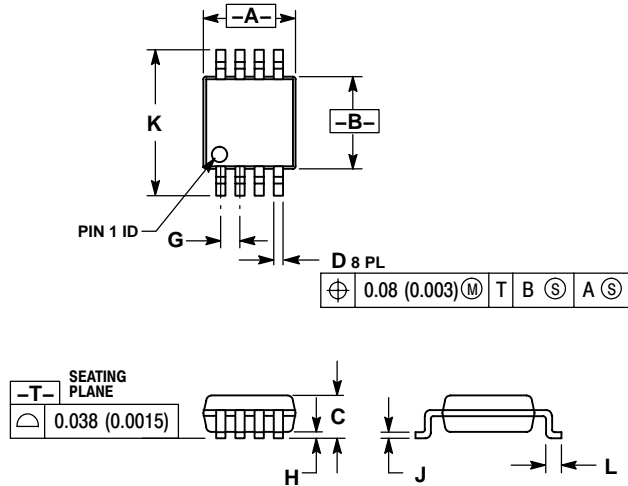 –A–
K
–B–
PIN 1 ID
G
D 8 PL
⌖ 0.08 (0.003) Ⓜ T B Ⓢ A Ⓢ
–T– SEATING
PLANE
⌓ 0.038 (0.0015)
C
H
J
L